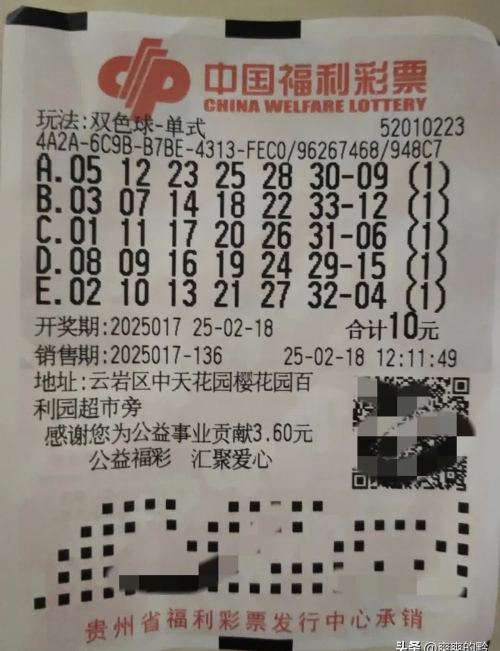 中国福利彩票
CHINA WELFARE LOTTERY
玩法:双色球-单式 52010223
4A2A-6C9B-B7BE-4313-FEC0/96267468/948C7
A.05 12 23 25 28 30-09 (1)
B.03 07 14 18 22 33-12 (1)
C.01 11 17 20 26 31-06 (1)
D.08 09 16 19 24 29-15 (1)
E.02 10 13 21 27 32-04 (1)
开奖期:2025017 25-02-18 合计10元
销售期:2025017-136 25-02-18 12:11:49
地址:云岩区中天花园樱花园百
利园超市旁
感谢您为公益事业贡献3.60元
公益福彩 汇聚爱心
贵州省福利彩票发行中心承销
头条 @爽爽的黔